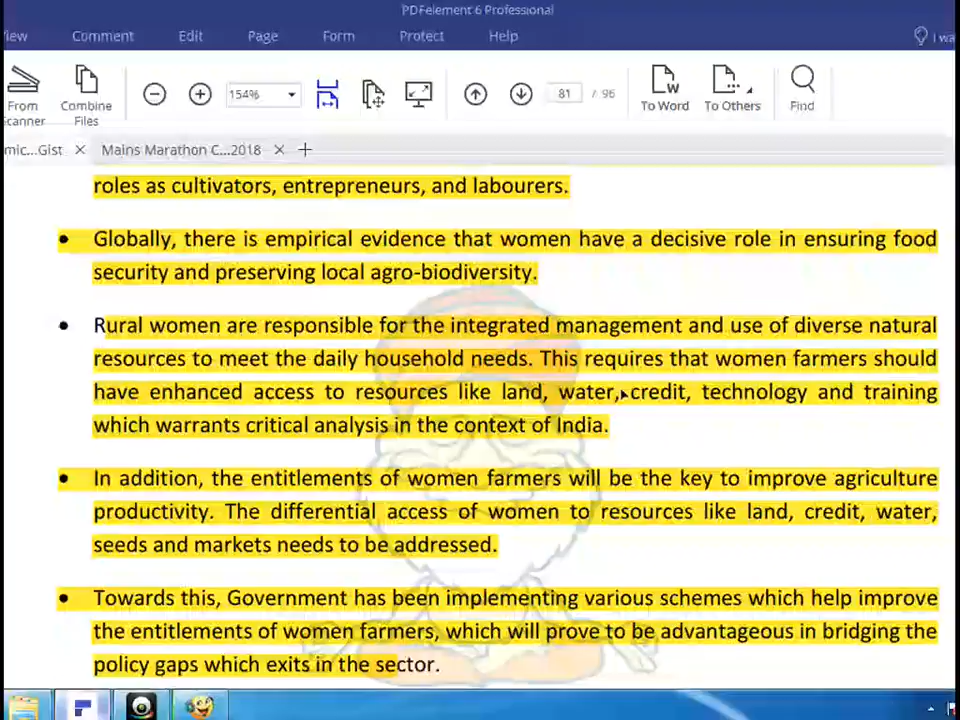 PDFelement 6 Professional
View Comment Edit Page Form Protect Help I wa
From Scanner
Combine Files
154%
81 / 96
To Word
To Others
Find
mic...Gist × Mains Marathon C...2018 × +
roles as cultivators, entrepreneurs, and labourers.
• Globally, there is empirical evidence that women have a decisive role in ensuring food
security and preserving local agro-biodiversity.
• Rural women are responsible for the integrated management and use of diverse natural
resources to meet the daily household needs. This requires that women farmers should
have enhanced access to resources like land, water, credit, technology and training
which warrants critical analysis in the context of India.
• In addition, the entitlements of women farmers will be the key to improve agriculture
productivity. The differential access of women to resources like land, credit, water,
seeds and markets needs to be addressed.
• Towards this, Government has been implementing various schemes which help improve
the entitlements of women farmers, which will prove to be advantageous in bridging the
policy gaps which exits in the sector.